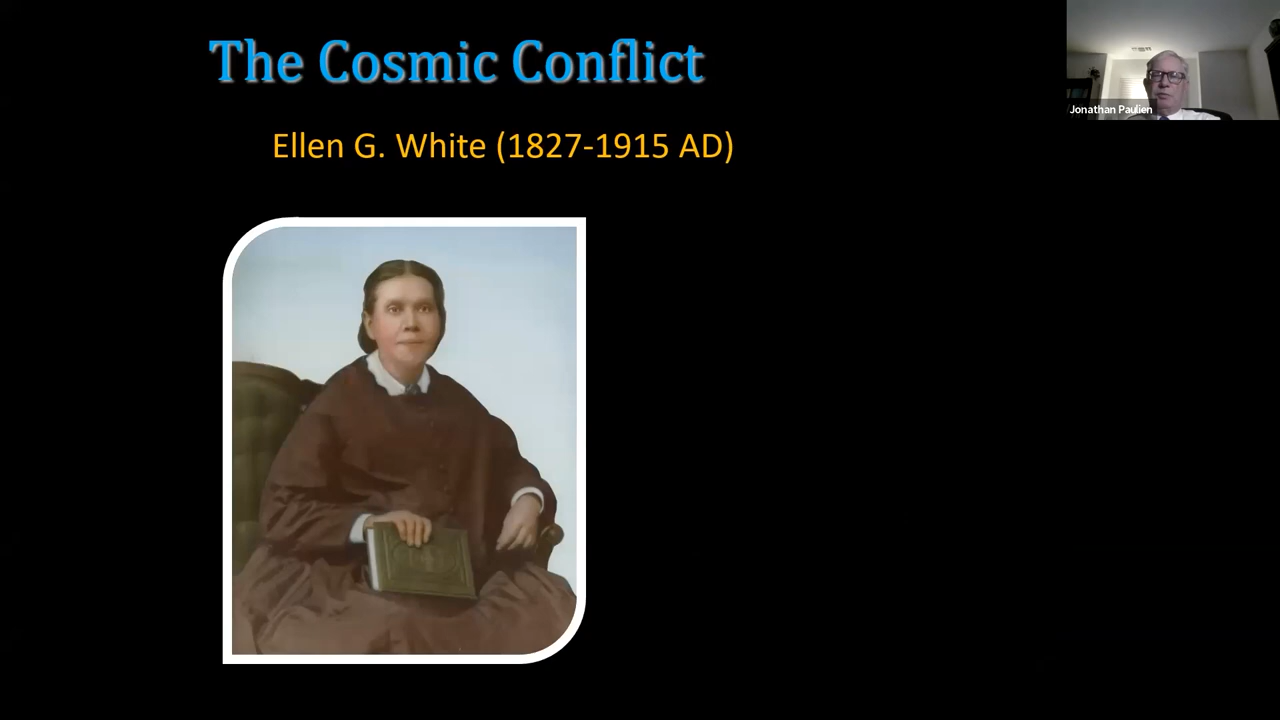 The Cosmic Conflict
Ellen G. White (1827-1915 AD)
Jonathan Paulien